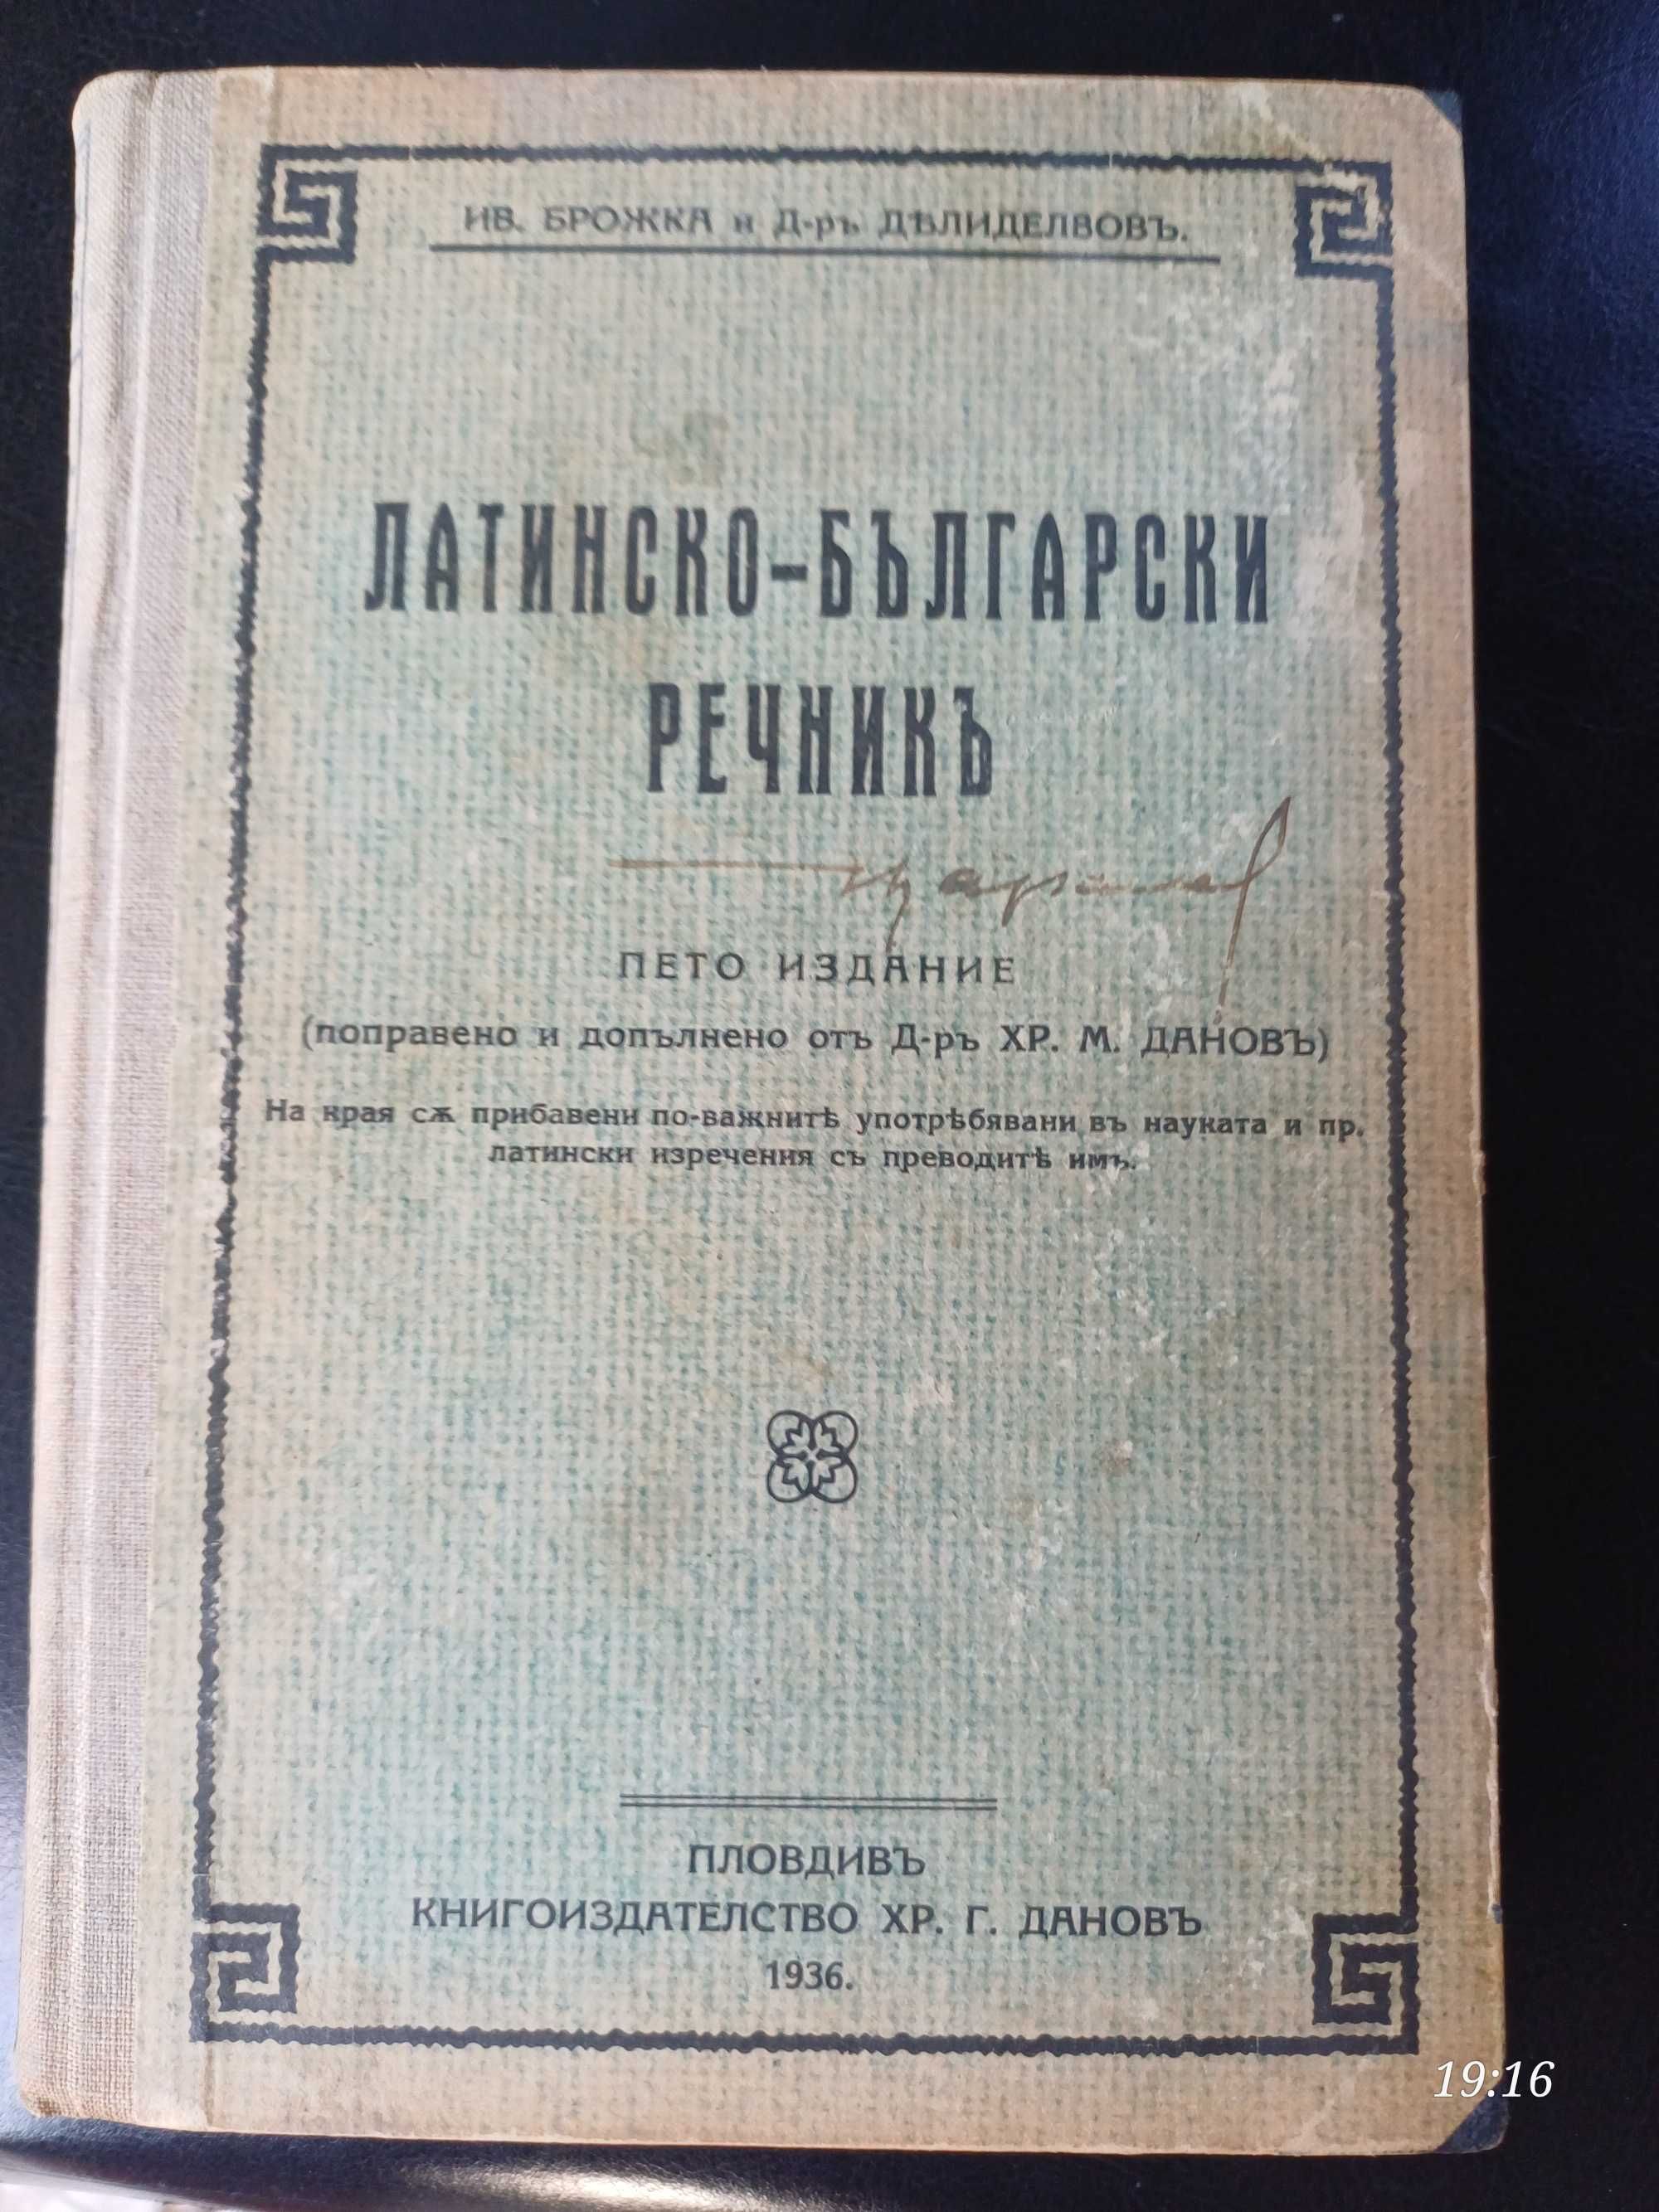 ИВ. БРОЖКА и Д-ръ ДѢЛИДЕЛВОВЪ.
ЛАТИНСКО-БЪЛГАРСКИ
РЕЧНИКЪ
ПЕТО ИЗДАНИЕ
(поправено и допълнено отъ Д-ръ ХР. М. ДАНОВЪ)
На края сѫ прибавени по-важнитѣ употрѣбявани въ науката и пр.
латински изречения съ преводитѣ имъ.
ПЛОВДИВЪ
КНИГОИЗДАТЕЛСТВО ХР. Г. ДАНОВЪ
1936.
19:16